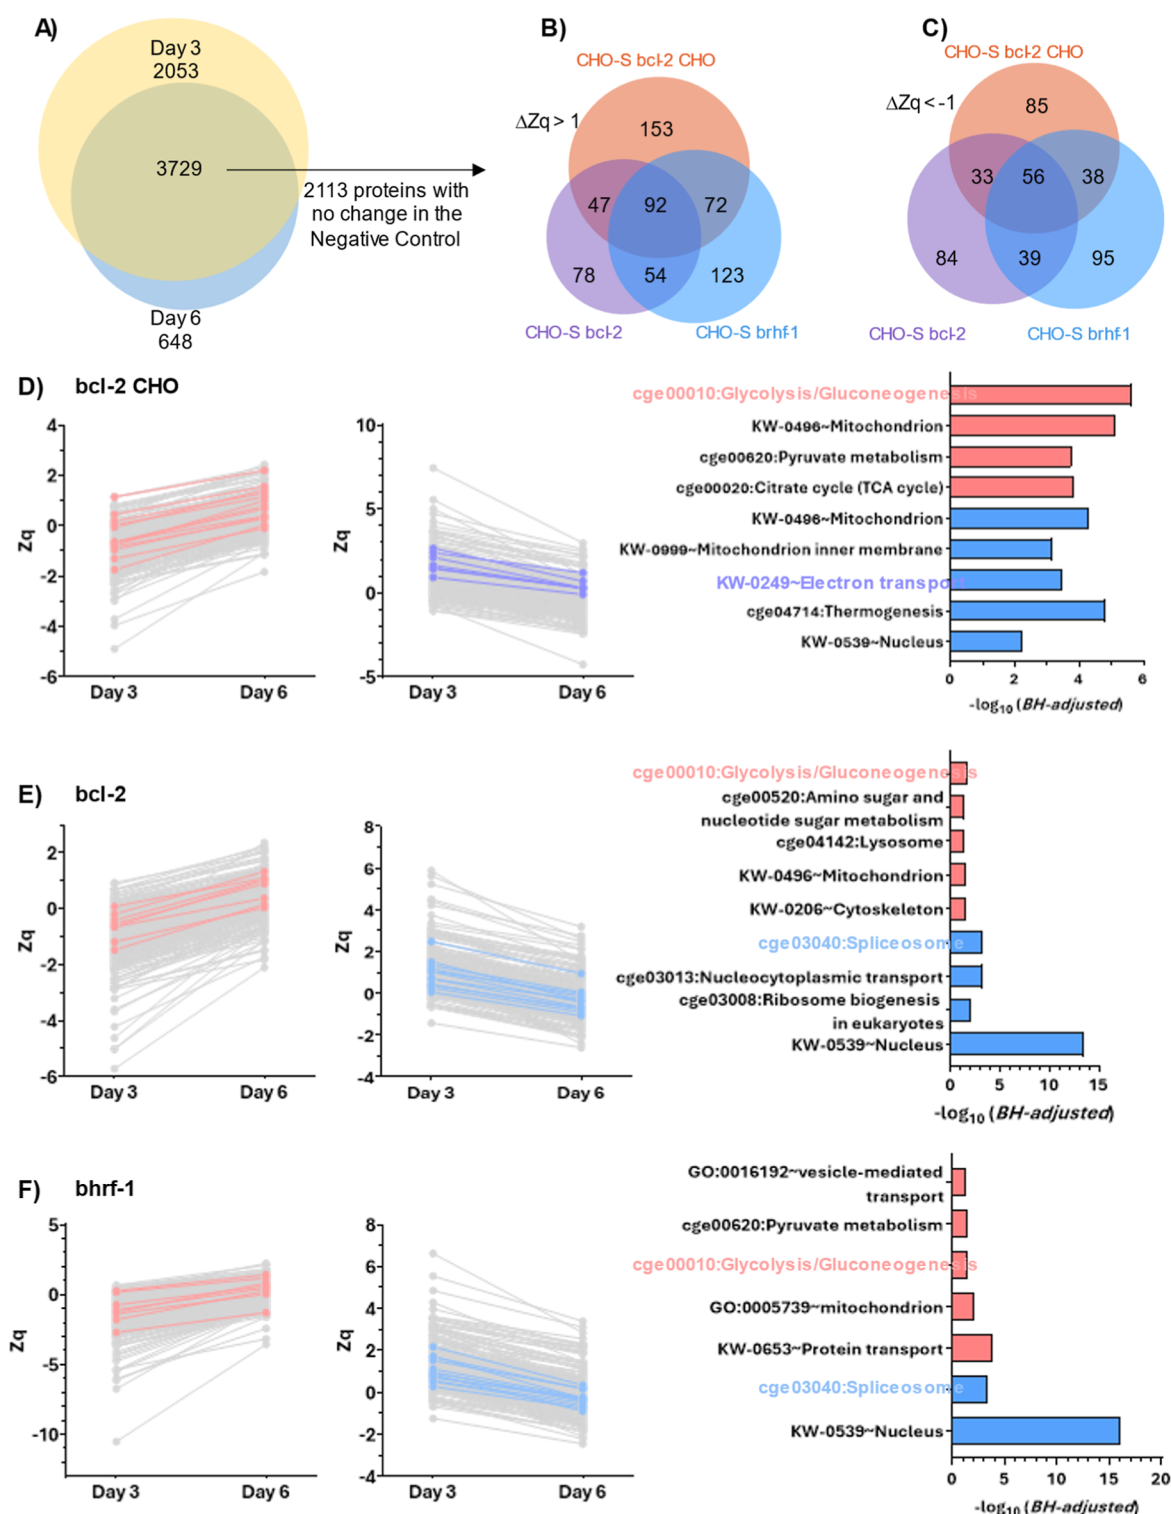 A)
Day 3
2053
3729
2113 proteins with
no change in the
Negative Control
Day 6
648
B)
CHO-S bcl-2 CHO
ΔZq > 1
153
47
92
72
78
54
123
CHO-S bcl-2
CHO-S brhf-1
C)
CHO-S bcl-2 CHO
ΔZq < -1
85
33
56
38
84
39
95
CHO-S bcl-2
CHO-S brhf-1
D)
bcl-2 CHO
4
2
0
-2
-4
-6
Zq
Day 3
Day 6
10
5
0
-5
Zq
Day 3
Day 6
cge00010:Glycolysis/Gluconeogenesis
KW-0496~Mitochondrion
cge00620:Pyruvate metabolism
cge00020:Citrate cycle (TCA cycle)
KW-0496~Mitochondrion
KW-0999~Mitochondrion inner membrane
KW-0249~Electron transport
cge04714:Thermogenesis
KW-0539~Nucleus
0
2
4
6
-log10 (BH-adjusted)
E)
bcl-2
2
0
-2
-4
-6
Zq
Day 3
Day 6
8
6
4
2
0
-2
-4
Zq
Day 3
Day 6
cge00010:Glycolysis/Gluconeogenesis
cge00520:Amino sugar and
nucleotide sugar metabolism
cge04142:Lysosome
KW-0496~Mitochondrion
KW-0206~Cytoskeleton
cge03040:Spliceosome
cge03013:Nucleocytoplasmic transport
cge03008:Ribosome biogenesis
in eukaryotes
KW-0539~Nucleus
0
5
10
15
-log10 (BH-adjusted)
F)
bhrf-1
5
0
-5
-10
Zq
Day 3
Day 6
8
6
4
2
0
-2
-4
Zq
Day 3
Day 6
GO:0016192~vesicle-mediated
transport
cge00620:Pyruvate metabolism
cge00010:Glycolysis/Gluconeogenesis
GO:0005739~mitochondrion
KW-0653~Protein transport
cge03040:Spliceosome
KW-0539~Nucleus
0
5
10
15
20
-log10 (BH-adjusted)